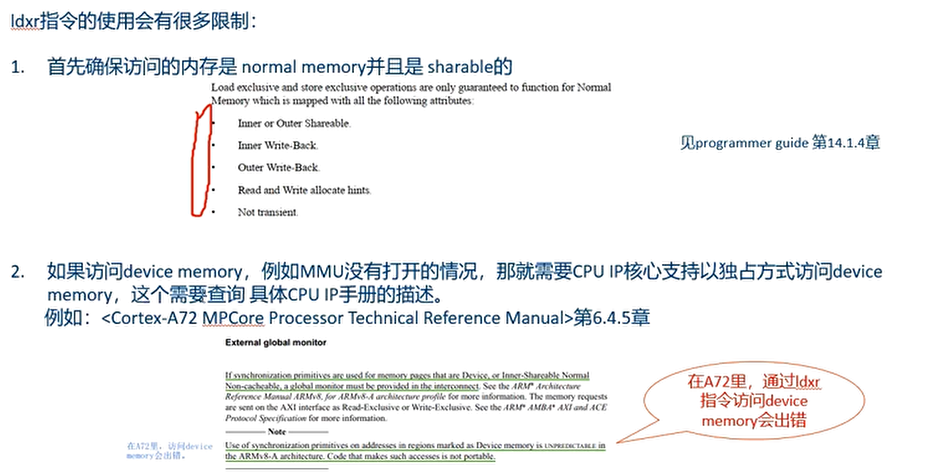 ldxr指令的使用会有很多限制：
1. 首先确保访问的内存是 normal memory并且是 sharable的
Load exclusive and store exclusive operations are only guaranteed to function for Normal
Memory which is mapped with all the following attributes:
• Inner or Outer Shareable.
• Inner Write-Back.
• Outer Write-Back.
• Read and Write allocate hints.
• Not transient.
见programmer guide 第14.1.4章
2. 如果访问device memory，例如MMU没有打开的情况，那就需要CPU IP核心支持以独占方式访问device
memory，这个需要查询 具体CPU IP手册的描述。
例如：<Cortex-A72 MPCore Processor Technical Reference Manual>第6.4.5章
External global monitor
If synchronization primitives are used for memory pages that are Device, or Inner-Shareable Normal
Non-cacheable, a global monitor must be provided in the interconnect. See the ARM® Architecture
Reference Manual ARMv8, for ARMv8-A architecture profile for more information. The memory requests
are sent on the AXI interface as Read-Exclusive or Write-Exclusive. See the ARM® AMBA® AXI and ACE
Protocol Specification for more information.
Note
Use of synchronization primitives on addresses in regions marked as Device memory is UNPREDICTABLE in
the ARMv8-A architecture. Code that makes such accesses is not portable.
在A72里，访问device
memory会出错。
在A72里，通过ldxr
指令访问device
memory会出错